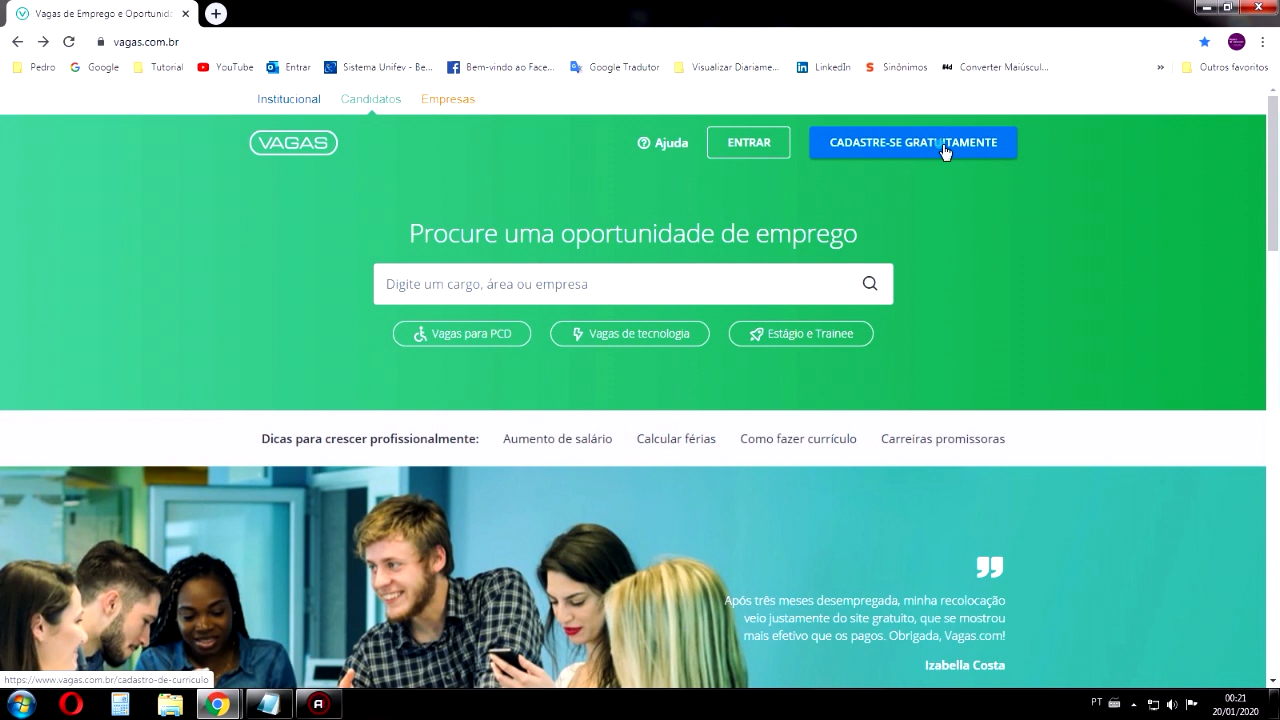 Vagas de Emprego e Oportunid
vagas.com.br
Pedro
Google
Tutorial
YouTube
Entrar
Sistema Unifev - Be...
Bem-vindo ao Face...
Google Tradutor
Visualizar Diariame...
LinkedIn
Sinônimos
Converter Maiúscul...
»
Outros favoritos
Institucional
Candidatos
Empresas
VAGAS
Ajuda
ENTRAR
CADASTRE-SE GRATUITAMENTE
Procure uma oportunidade de emprego
Digite um cargo, área ou empresa
Vagas para PCD
Vagas de tecnologia
Estágio e Trainee
Dicas para crescer profissionalmente:
Aumento de salário
Calcular férias
Como fazer currículo
Carreiras promissoras
Após três meses desempregada, minha recolocação
veio justamente do site gratuito, que se mostrou
mais efetivo que os pagos. Obrigada, Vagas.com!
Izabella Costa
https://www.vagas.com.br/cadastro-de-curriculo
PT
00:21
20/01/2020